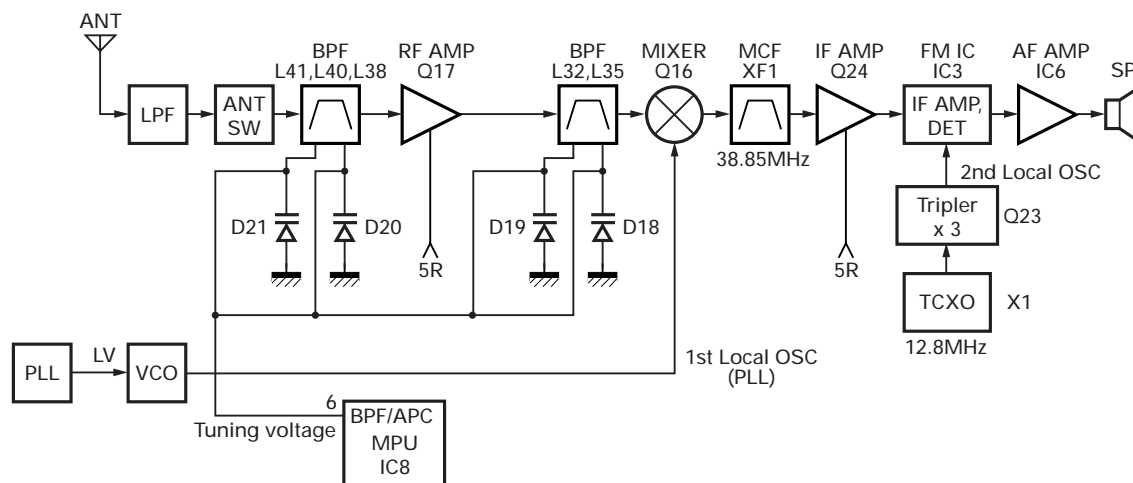 ANT
LPF
ANT
SW
BPF
L41,L40,L38
RF AMP
Q17
BPF
L32,L35
MIXER
Q16
MCF
XF1
38.85MHz
IF AMP
Q24
FM IC
IC3
IF AMP,
DET
AF AMP
IC6
SP
2nd Local OSC
Tripler
x 3
Q23
TCXO
X1
12.8MHz
D21
D20
5R
D19
D18
5R
PLL
LV
VCO
1st Local OSC
(PLL)
6
Tuning voltage
BPF/APC
MPU
IC8